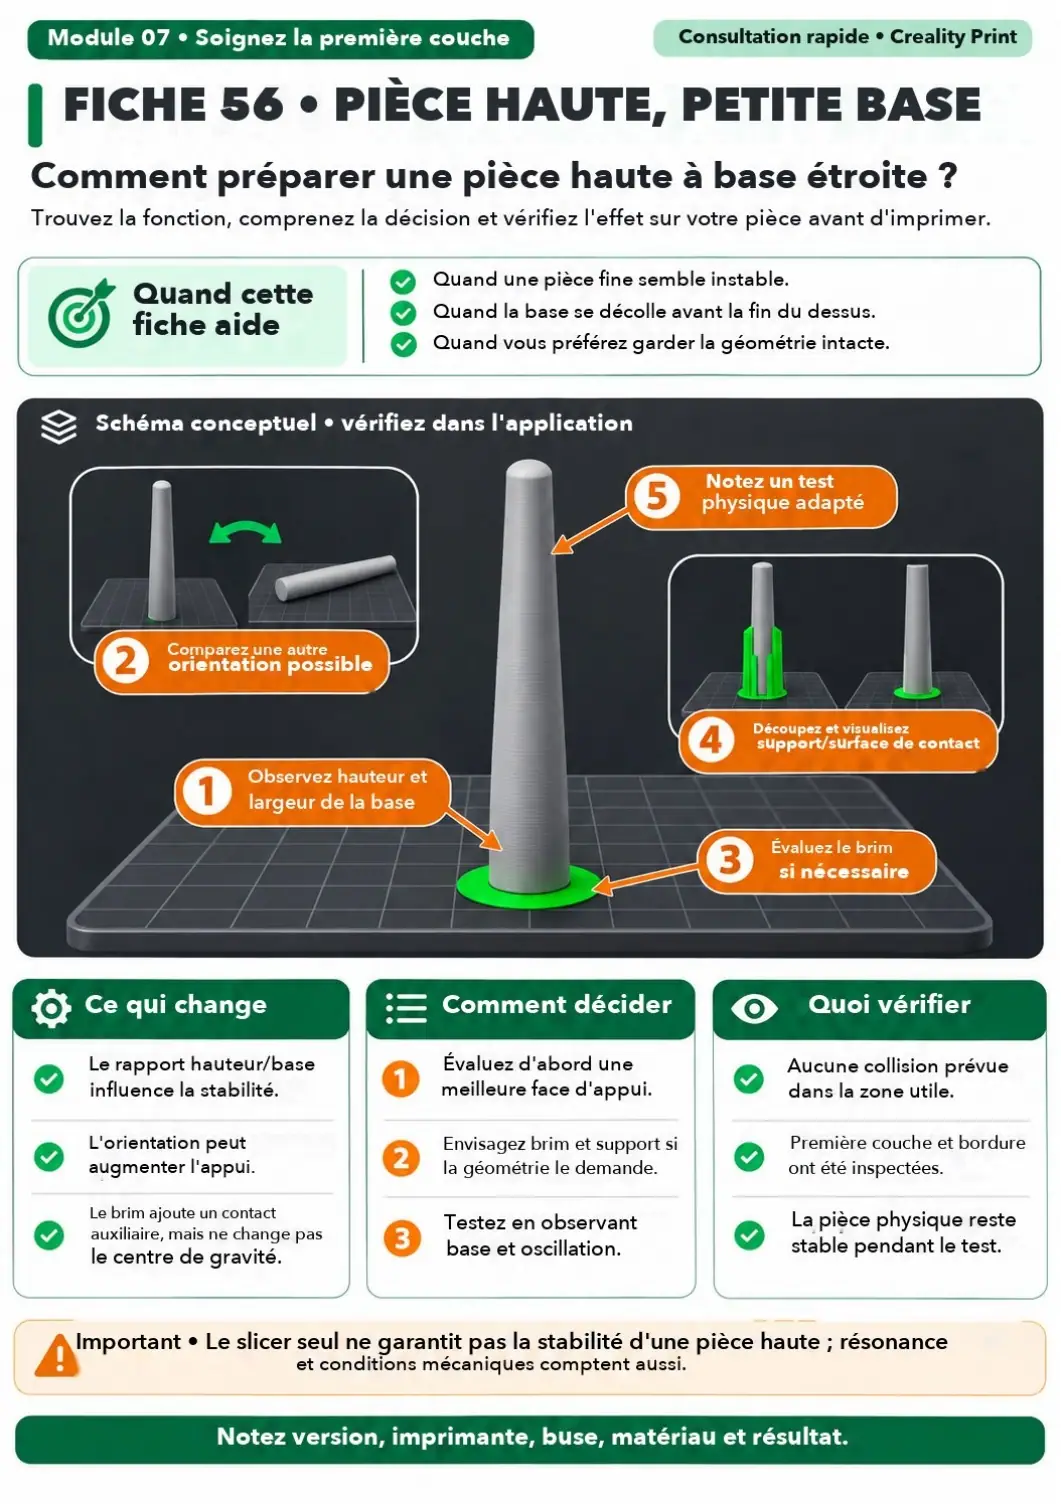 Module 07 • Soignez la première couche
Consultation rapide • Creality Print
FICHE 56 • PIÈCE HAUTE, PETITE BASE
Comment préparer une pièce haute à base étroite ?
Trouvez la fonction, comprenez la décision et vérifiez l'effet sur votre pièce avant d'imprimer.
Quand cette
fiche aide
Quand une pièce fine semble instable.
Quand la base se décolle avant la fin du dessus.
Quand vous préférez garder la géométrie intacte.
Schéma conceptuel • vérifiez dans l'application
5
Notez un test
physique adapté
2
Comparez une autre
orientation possible
4
Découpez et visualisez
support/surface de contact
1
Observez hauteur et
largeur de la base
3
Évaluez le brim
si nécessaire
Ce qui change
Le rapport hauteur/base
influence la stabilité.
L'orientation peut
augmenter l'appui.
Le brim ajoute un contact
auxiliaire, mais ne change pas
le centre de gravité.
Comment décider
1
Évaluez d'abord une
meilleure face d'appui.
2
Envisagez brim et support si
la géométrie le demande.
3
Testez en observant
base et oscillation.
Quoi vérifier
Aucune collision prévue
dans la zone utile.
Première couche et bordure
ont été inspectées.
La pièce physique reste
stable pendant le test.
Important • Le slicer seul ne garantit pas la stabilité d'une pièce haute ; résonance
et conditions mécaniques comptent aussi.
Notez version, imprimante, buse, matériau et résultat.